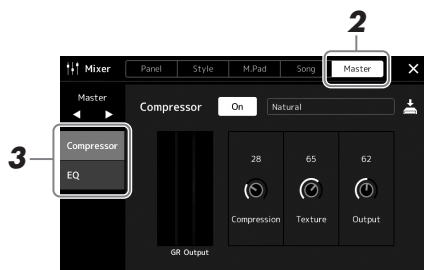 2
Mixer
Panel Style M.Pad Song Master
Master
Compressor On Natural
3
Compressor
EQ
28 65 62
Compression Texture Output
GR Output